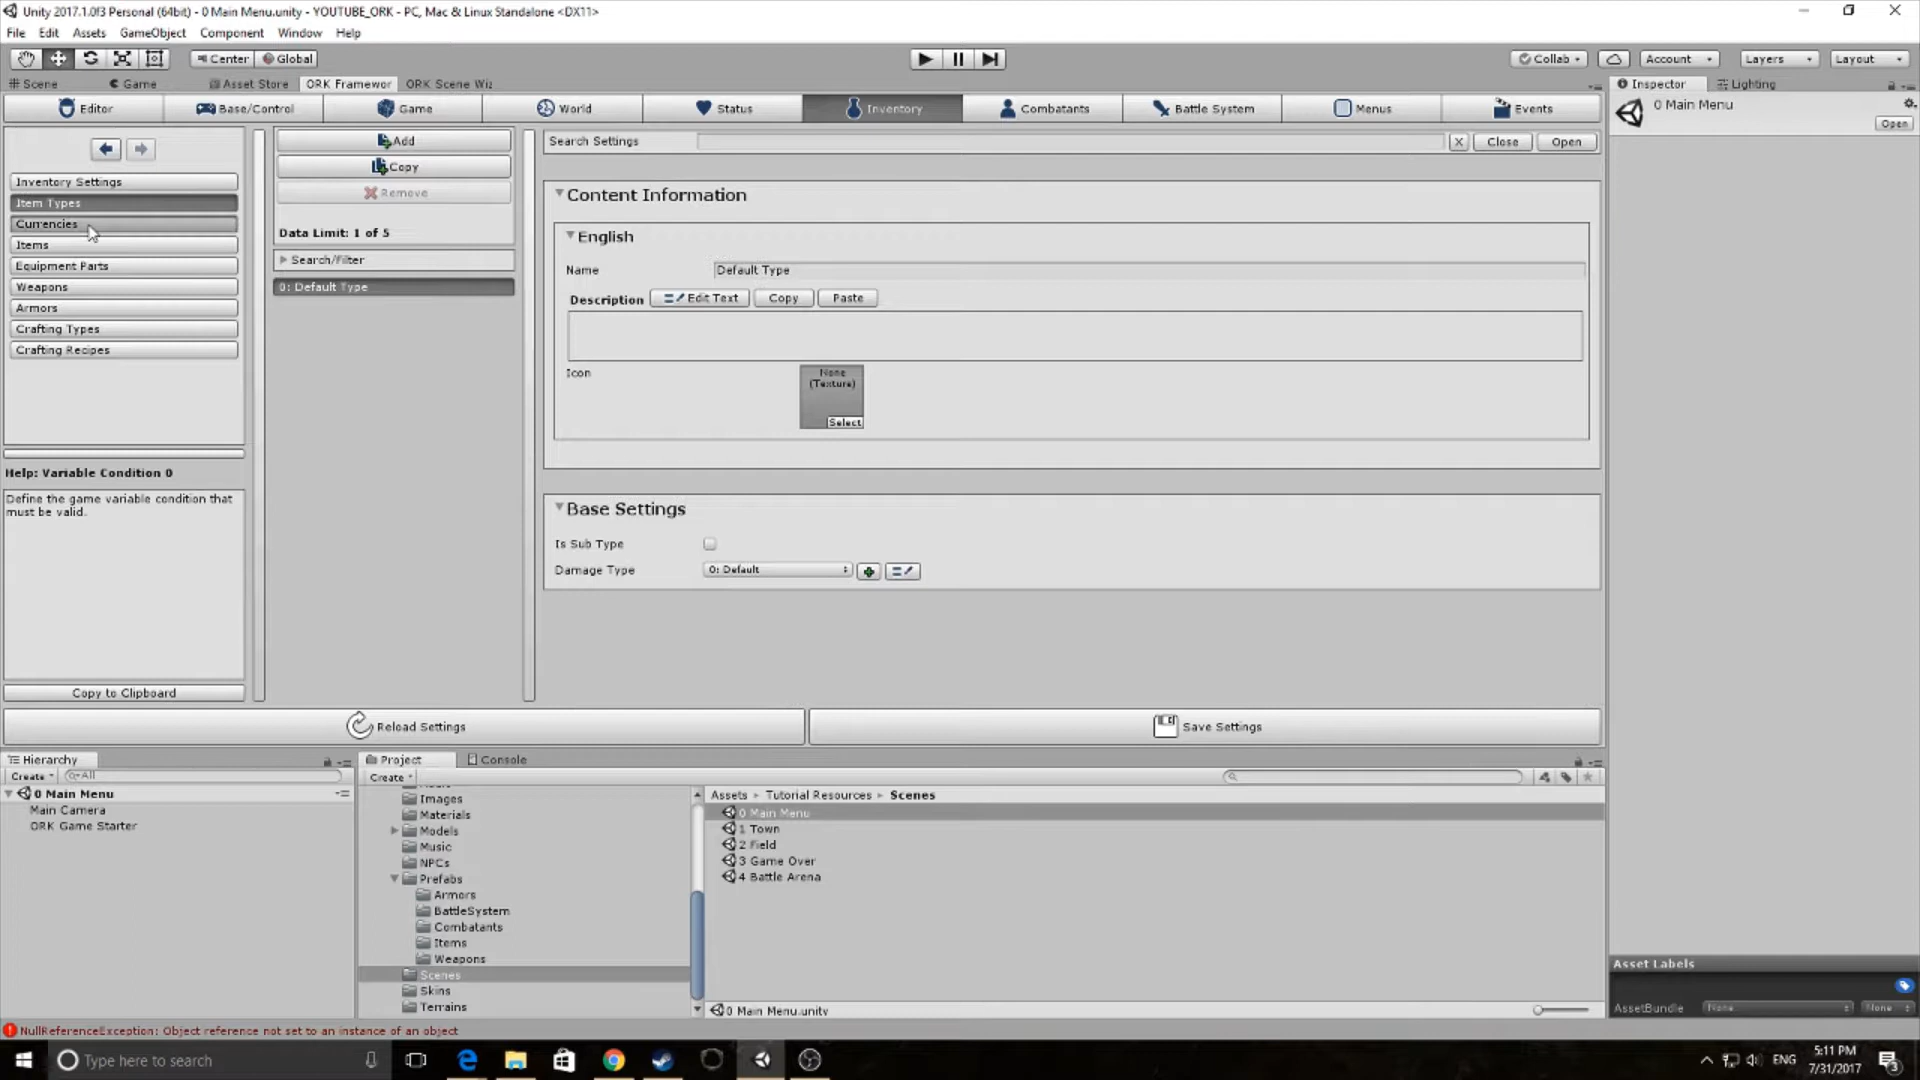 Unity 2017.1.0f3 Personal (64bit) - 0 Main Menu.unity - YOUTUBE_ORK - PC, Mac & Linux Standalone <DX11>
File Edit Assets GameObject Component Window Help
Center Global Collab Account Layers Layout
Scene Game Asset Store ORK Framewor ORK Scene Wiz Inspector Lighting
Editor Base/Control Game World Status Inventory Combatants Battle System Menus Events
0 Main Menu
Open
Add
Search Settings X Close Open
Copy
Inventory Settings
Remove
Item Types
Currencies
Data Limit: 1 of 5
Items
Search/Filter
Equipment Parts
Weapons
0: Default Type
Armors
Crafting Types
Crafting Recipes
Content Information
English
Name Default Type
Description Edit Text Copy Paste
Icon
None
(Texture)
Select
Help: Variable Condition 0
Define the game variable condition that
must be valid.
Copy to Clipboard
Base Settings
Is Sub Type
Damage Type 0: Default
Reload Settings Save Settings
Hierarchy Project Console
Create All Create
0 Main Menu
Main Camera
ORK Game Starter
Images
Materials
Models
Music
NPCs
Prefabs
Armors
BattleSystem
Combatants
Items
Weapons
Scenes
Skins
Terrains
Assets Tutorial Resources Scenes
0 Main Menu
1 Town
2 Field
3 Game Over
4 Battle Arena
0 Main Menu.unity
Asset Labels
AssetBundle None None
NullReferenceException: Object reference not set to an instance of an object
Type here to search
ENG
5:11 PM
7/31/2017
3